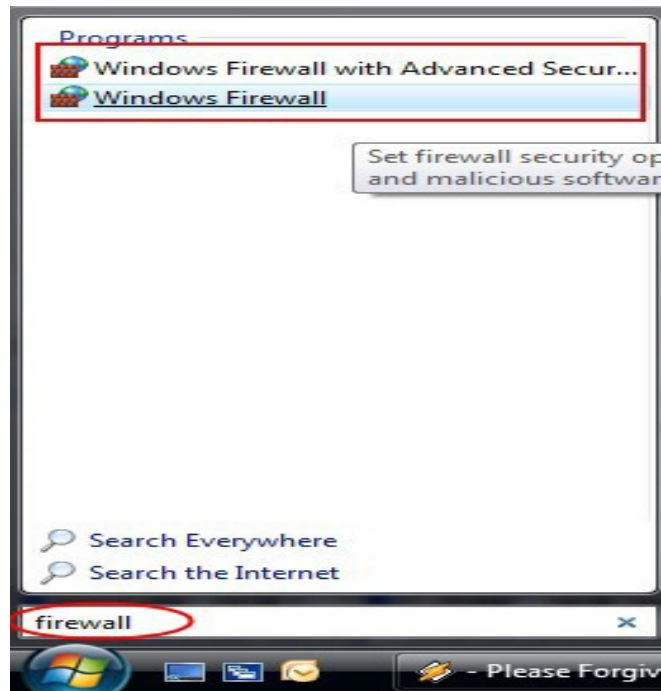 Programs
Windows Firewall with Advanced Secur...
Windows Firewall
Set firewall security op
and malicious softwar
Search Everywhere
Search the Internet
firewall
- Please Forgiv